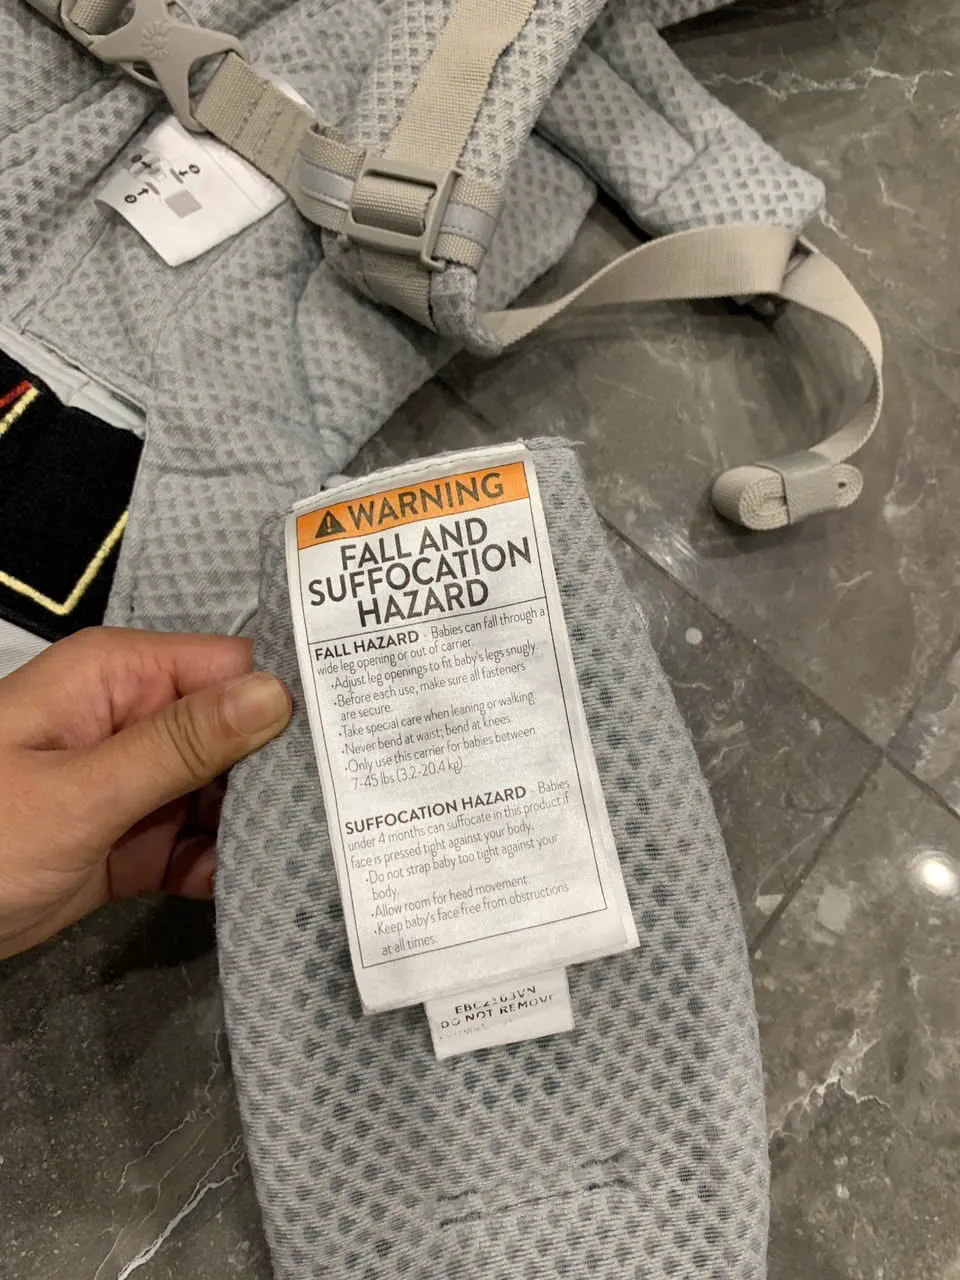 WARNING
FALL AND
SUFFOCATION
HAZARD
FALL HAZARD - Babies can fall through a
wide leg opening or out of carrier.
•Adjust leg openings to fit baby's legs snugly.
•Before each use, make sure all fasteners
are secure.
•Take special care when leaning or walking.
•Never bend at waist; bend at knees.
•Only use this carrier for babies between
7-45 lbs (3.2-20.4 kg).
SUFFOCATION HAZARD - Babies
under 4 months can suffocate in this product if
face is pressed tight against your body.
•Do not strap baby too tight against your
body.
•Allow room for head movement.
•Keep baby's face free from obstructions
at all times.
DO NOT REMOVE